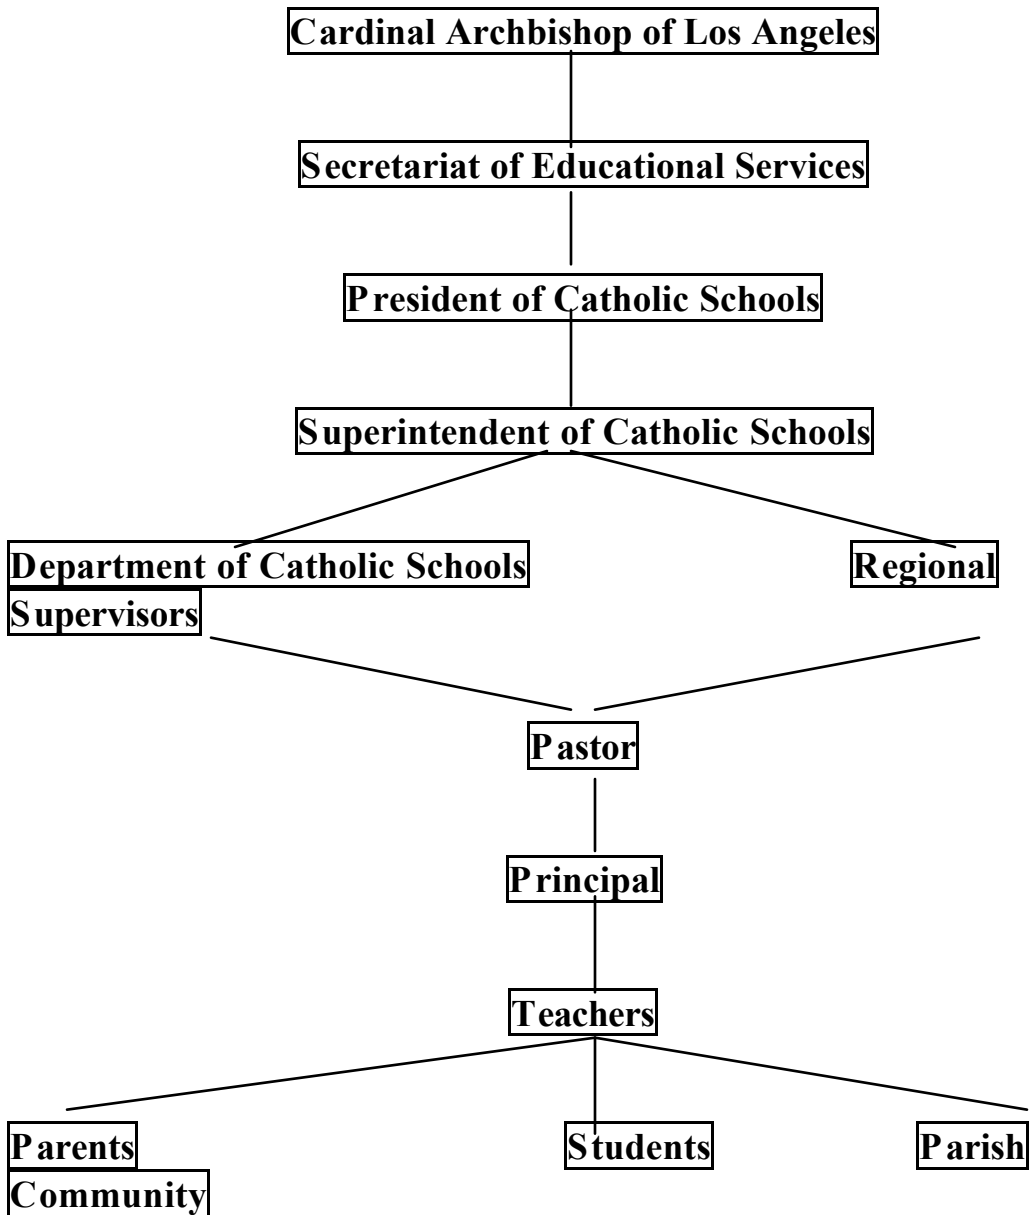 Cardinal Archbishop of Los Angeles
Secretariat of Educational Services
President of Catholic Schools
Superintendent of Catholic Schools
Department of Catholic Schools Regional
Supervisors
Pastor
Principal
Teachers
Parents Students Parish
Community